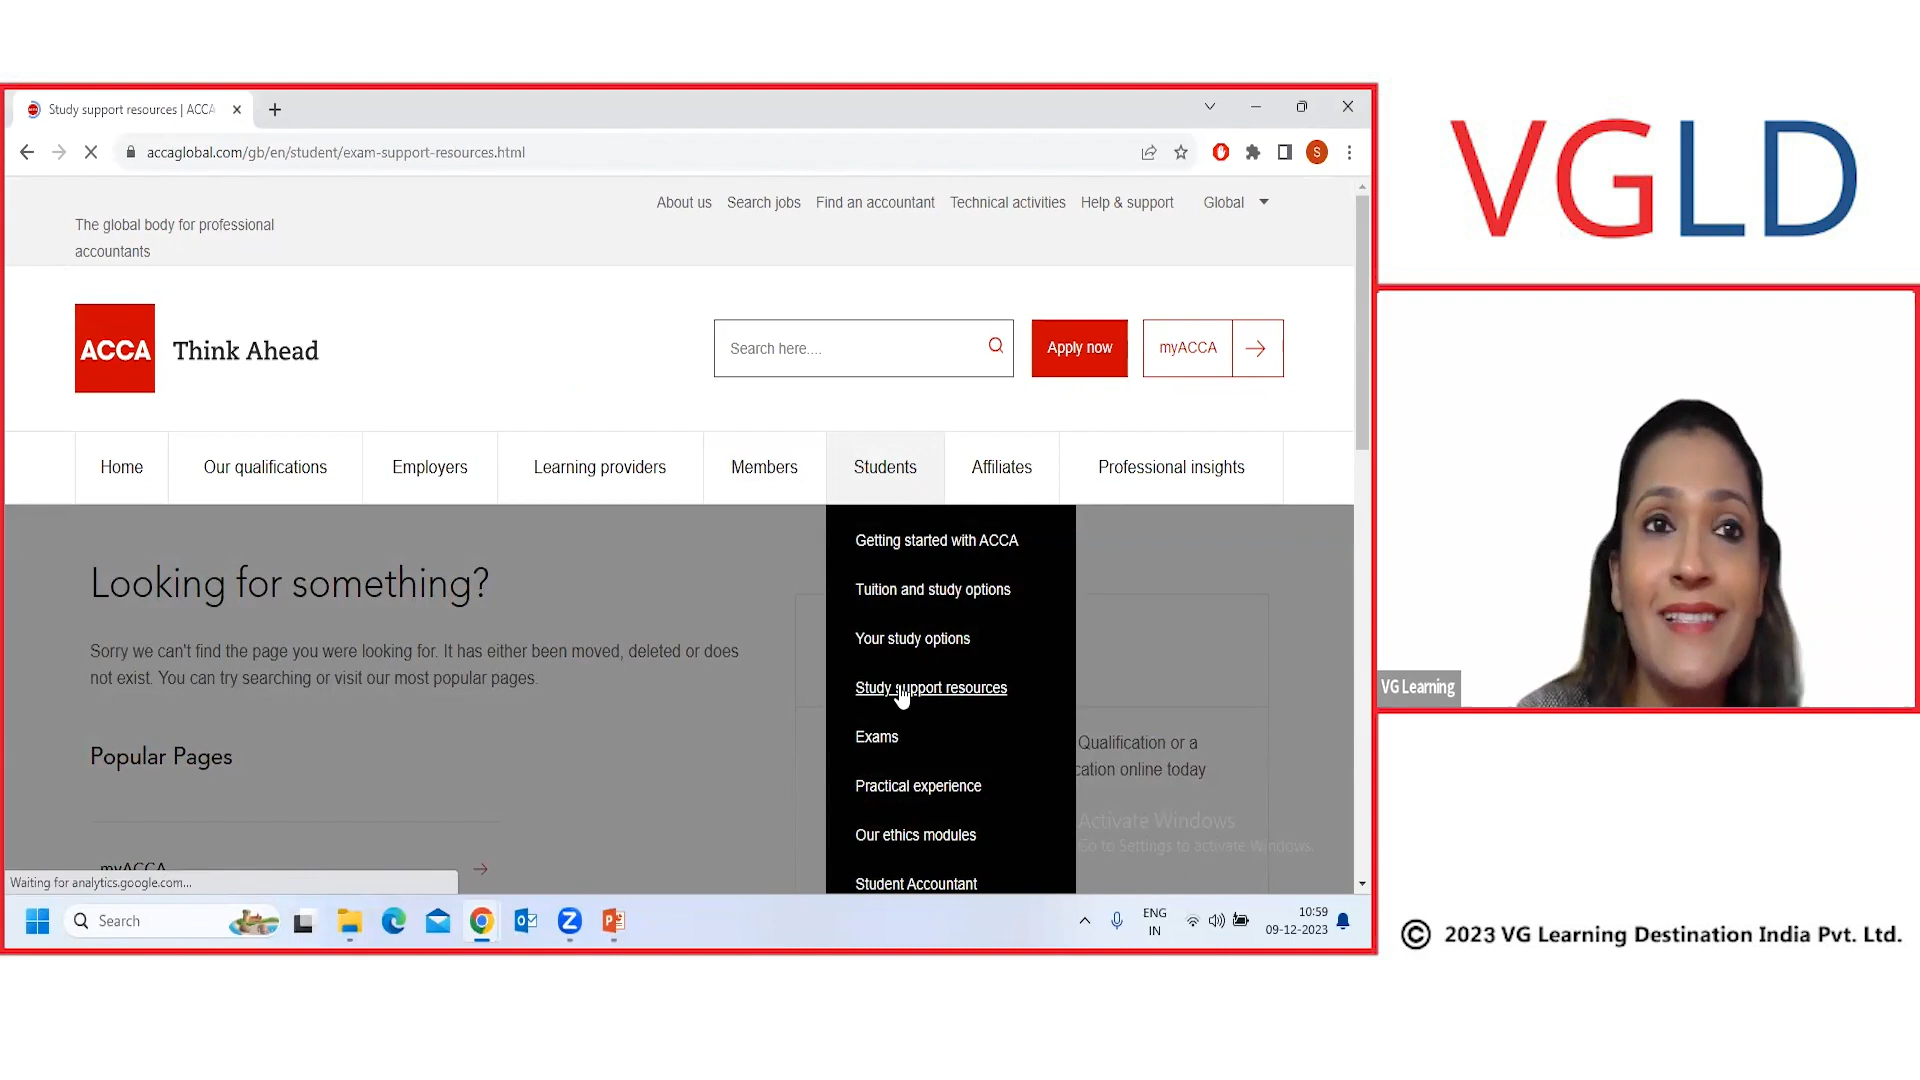 Study support resources | ACCA
accaglobal.com/gb/en/student/exam-support-resources.html
S
About us Search jobs Find an accountant Technical activities Help & support Global
The global body for professional
accountants
ACCA Think Ahead
Search here....
Apply now
myACCA
Home Our qualifications Employers Learning providers Members Students Affiliates Professional insights
Looking for something?
Sorry we can't find the page you were looking for. It has either been moved, deleted or does
not exist. You can try searching or visit our most popular pages.
Popular Pages
myACCA
Getting started with ACCA
Tuition and study options
Your study options
Study support resources
Exams
Practical experience
Our ethics modules
Student Accountant
Qualification or a
cation online today
Activate Windows
Go to Settings to activate Windows.
Waiting for analytics.google.com...
Search
ENG
IN
10:59
09-12-2023
VGLD
VG Learning
© 2023 VG Learning Destination India Pvt. Ltd.